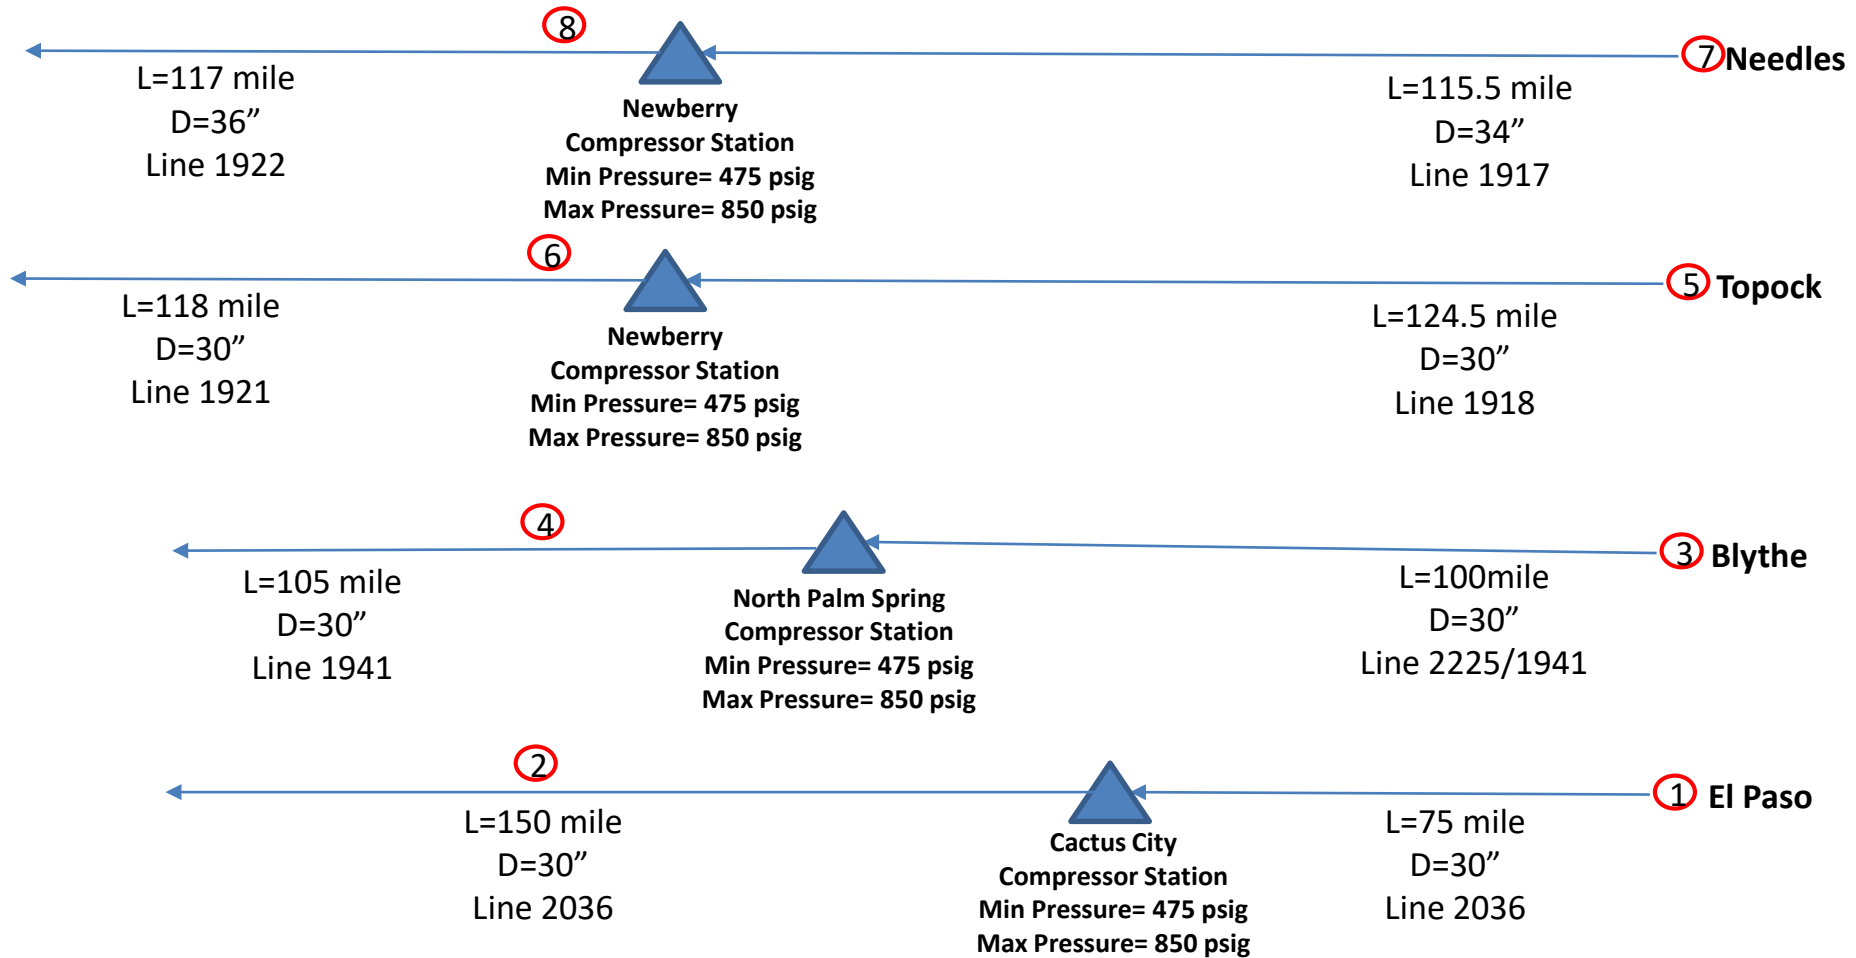 8
7 Needles
L=117 mile
D=36”
Line 1922
Newberry
Compressor Station
Min Pressure= 475 psig
Max Pressure= 850 psig
L=115.5 mile
D=34”
Line 1917
6
5 Topock
L=118 mile
D=30”
Line 1921
Newberry
Compressor Station
Min Pressure= 475 psig
Max Pressure= 850 psig
L=124.5 mile
D=30”
Line 1918
4
3 Blythe
L=105 mile
D=30”
Line 1941
North Palm Spring
Compressor Station
Min Pressure= 475 psig
Max Pressure= 850 psig
L=100mile
D=30”
Line 2225/1941
2
1 El Paso
L=150 mile
D=30”
Line 2036
Cactus City
Compressor Station
Min Pressure= 475 psig
Max Pressure= 850 psig
L=75 mile
D=30”
Line 2036